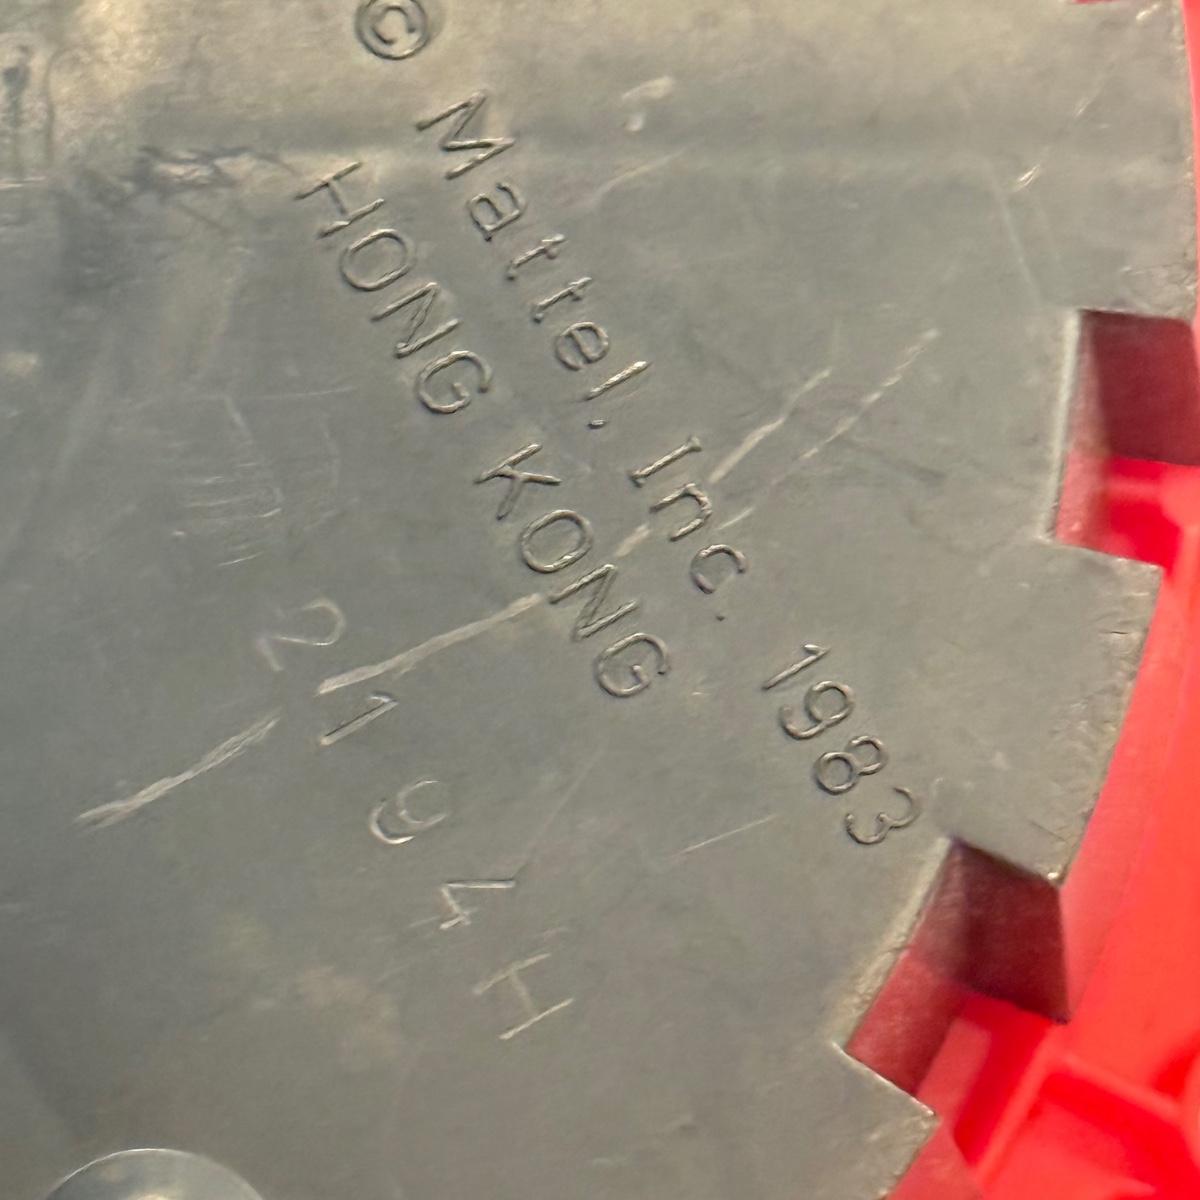 © Mattel, Inc. 1983
HONG KONG
2194H